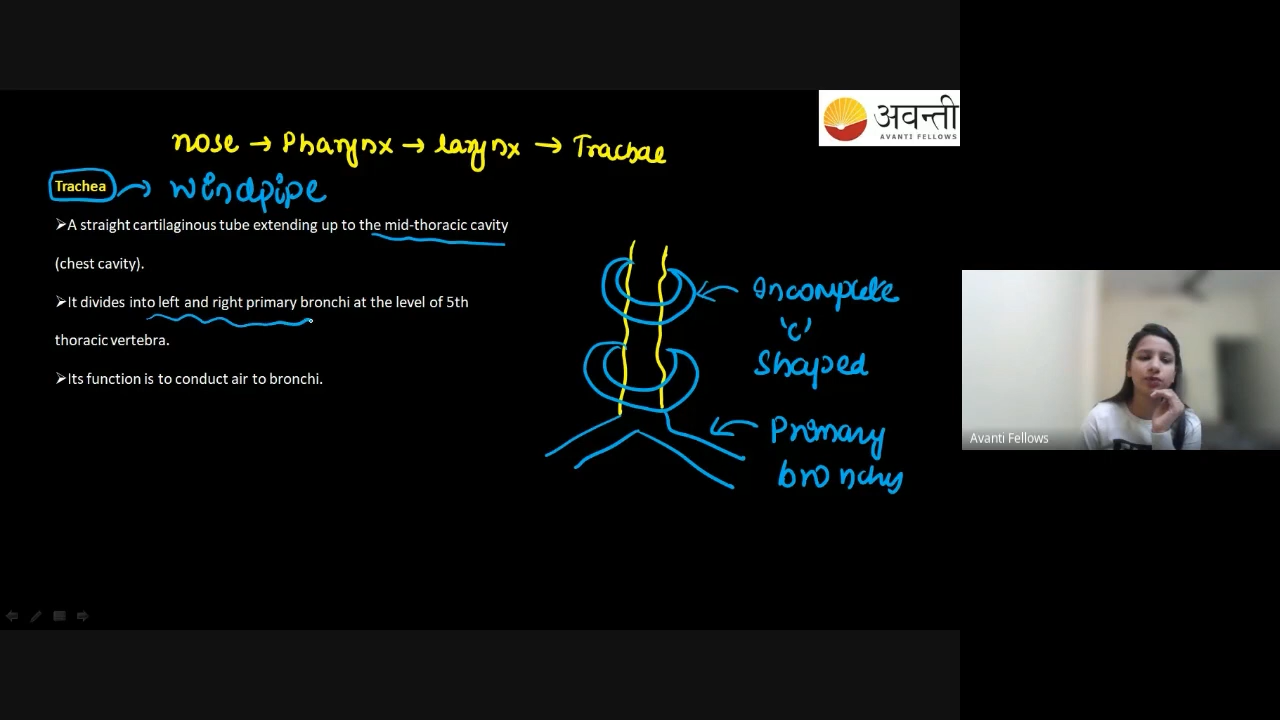 अवन्ती
AVANTI FELLOWS
nose → Pharynx → larynx → Trachae
Trachea → windpipe
➢A straight cartilaginous tube extending up to the mid-thoracic cavity
(chest cavity).
➢It divides into left and right primary bronchi at the level of 5th
thoracic vertebra.
➢Its function is to conduct air to bronchi.
Incomplete
'c'
Shaped
Primary
bronchus
Avanti Fellows